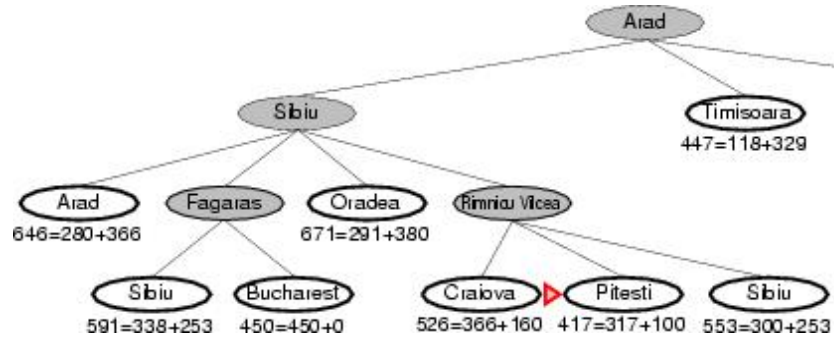 Arad
Sibiu
Timisoara
447=118+329
Arad
Fagaras
Oradea
Rimnicu Vilcea
646=280+366
671=291+380
Sibiu
Bucharest
Craiova
Pitesti
Sibiu
591=338+253
450=450+0
526=366+160
417=317+100
553=300+253